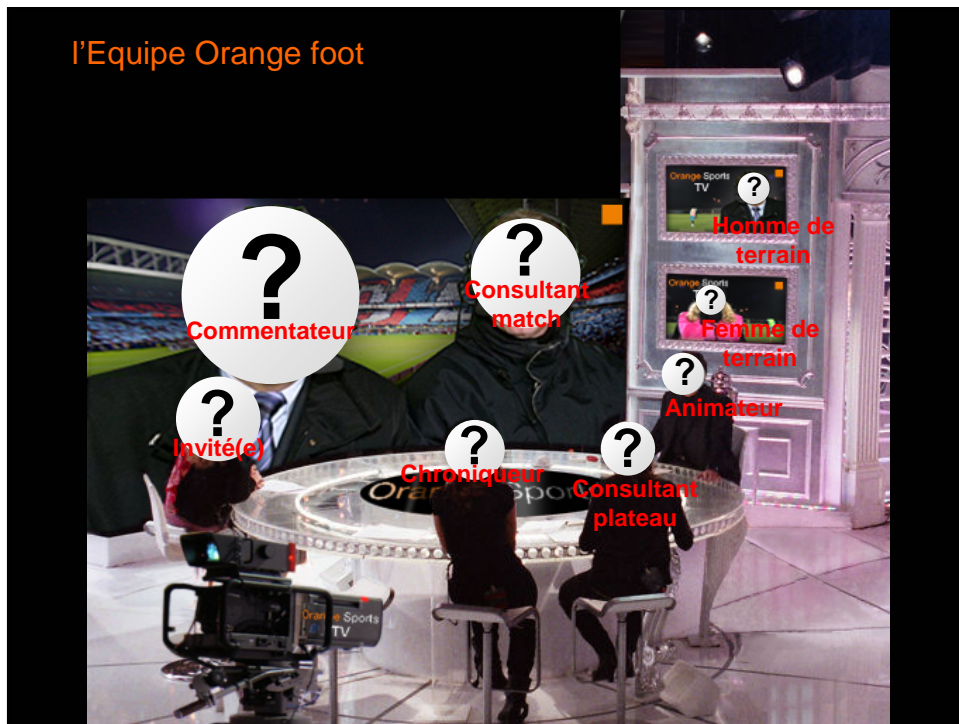 l'Equipe Orange foot
Orange Sports
TV
?
Homme de
terrain
?
?
Commentateur
Consultant
match
Orange Sports
?
Femme de
terrain
?
Animateur
?
Invité(e)
?
Chroniqueur
?
Consultant
plateau
Orange Sports
TV